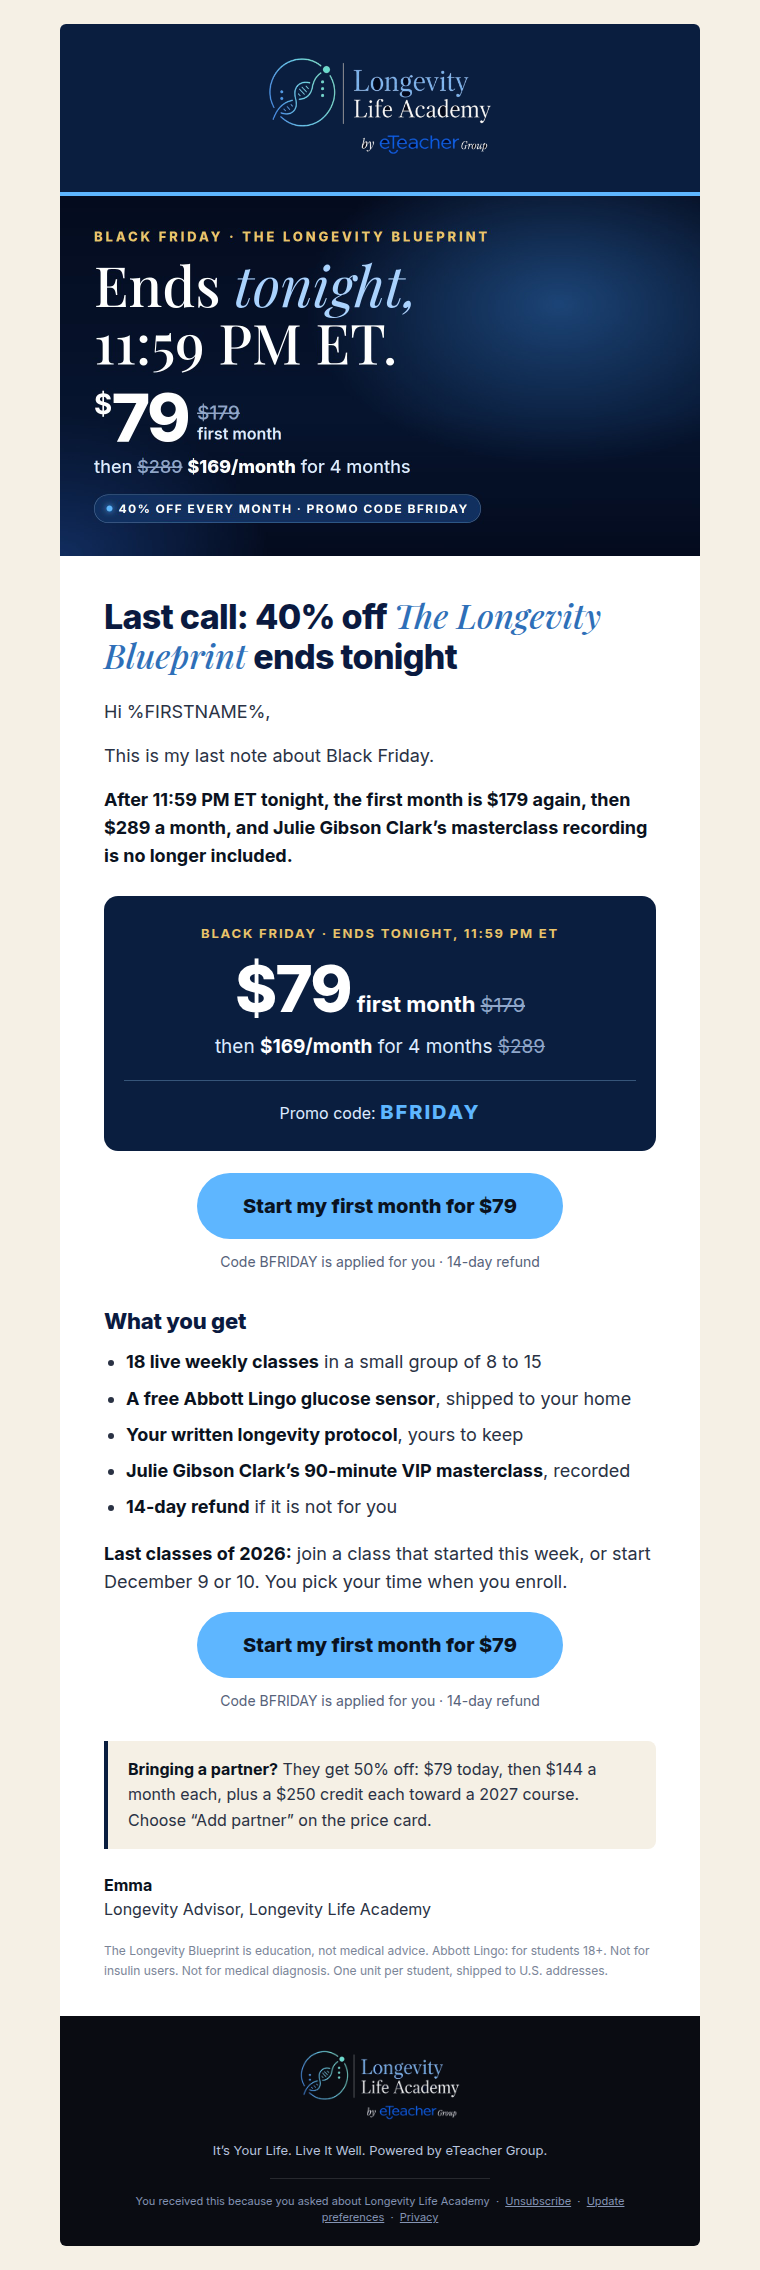 Longevity
Life Academy
by eTeacher Group
BLACK FRIDAY · THE LONGEVITY BLUEPRINT
Ends tonight,
11:59 PM ET.
$79 $179
first month
then $289 $169/month for 4 months
40% OFF EVERY MONTH · PROMO CODE BFRIDAY
Last call: 40% off The Longevity
Blueprint ends tonight
Hi %FIRSTNAME%,
This is my last note about Black Friday.
After 11:59 PM ET tonight, the first month is $179 again, then
$289 a month, and Julie Gibson Clark’s masterclass recording
is no longer included.
BLACK FRIDAY · ENDS TONIGHT, 11:59 PM ET
$79 first month $179
then $169/month for 4 months $289
Promo code: BFRIDAY
Start my first month for $79
Code BFRIDAY is applied for you · 14-day refund
What you get
• 18 live weekly classes in a small group of 8 to 15
• A free Abbott Lingo glucose sensor, shipped to your home
• Your written longevity protocol, yours to keep
• Julie Gibson Clark’s 90-minute VIP masterclass, recorded
• 14-day refund if it is not for you
Last classes of 2026: join a class that started this week, or start
December 9 or 10. You pick your time when you enroll.
Start my first month for $79
Code BFRIDAY is applied for you · 14-day refund
Bringing a partner? They get 50% off: $79 today, then $144 a
month each, plus a $250 credit each toward a 2027 course.
Choose “Add partner” on the price card.
Emma
Longevity Advisor, Longevity Life Academy
The Longevity Blueprint is education, not medical advice. Abbott Lingo: for students 18+. Not for
insulin users. Not for medical diagnosis. One unit per student, shipped to U.S. addresses.
Longevity
Life Academy
by eTeacher Group
It’s Your Life. Live It Well. Powered by eTeacher Group.
You received this because you asked about Longevity Life Academy · Unsubscribe · Update
preferences · Privacy